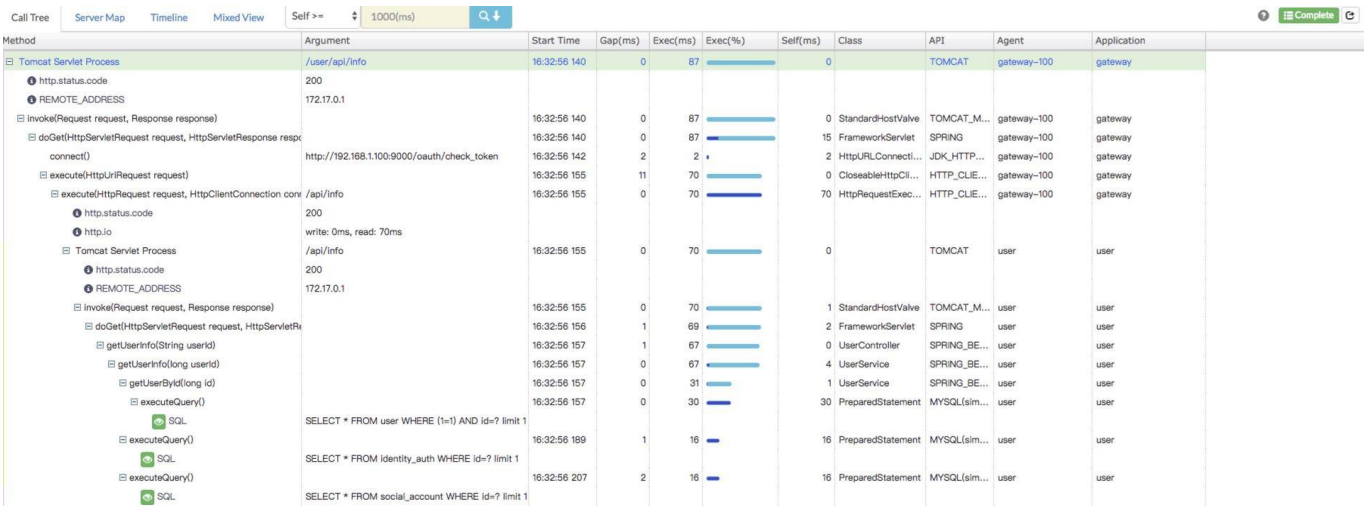 Call Tree Server Map Timeline Mixed View Self >= 1000(ms) Complete
Method Argument Start Time Gap(ms) Exec(ms) Exec(%) Self(ms) Class API Agent Application
Tomcat Servlet Process /user/api/info 16:32:56 140 0 87 0 TOMCAT gateway-100 gateway
http.status.code 200
REMOTE_ADDRESS 172.17.0.1
invoke(Request request, Response response) 16:32:56 140 0 87 0 StandardHostValve TOMCAT_M... gateway-100 gateway
doGet(HttpServletRequest request, HttpServletResponse respo 16:32:56 140 0 87 15 FrameworkServlet SPRING gateway-100 gateway
connect() http://192.168.1.100:9000/oauth/check_token 16:32:56 142 2 2 2 HttpURLConnecti... JDK_HTTP... gateway-100 gateway
execute(HttpUriRequest request) 16:32:56 155 11 70 0 CloseableHttpCli... HTTP_CLIE... gateway-100 gateway
execute(HttpRequest request, HttpClientConnection conr /api/info 16:32:56 155 0 70 70 HttpRequestExec... HTTP_CLIE... gateway-100 gateway
http.status.code 200
http.io write: 0ms, read: 70ms
Tomcat Servlet Process /api/info 16:32:56 155 0 70 0 TOMCAT user user
http.status.code 200
REMOTE_ADDRESS 172.17.0.1
invoke(Request request, Response response) 16:32:56 155 0 70 1 StandardHostValve TOMCAT_M... user user
doGet(HttpServletRequest request, HttpServletRe 16:32:56 156 1 69 2 FrameworkServlet SPRING user user
getUserInfo(String userId) 16:32:56 157 1 67 0 UserController SPRING_BE... user user
getUserInfo(long userId) 16:32:56 157 0 67 4 UserService SPRING_BE... user user
getUserById(long id) 16:32:56 157 0 31 1 UserService SPRING_BE... user user
executeQuery() 16:32:56 157 0 30 30 PreparedStatement MYSQL(sim... user user
SQL SELECT * FROM user WHERE (1=1) AND id=? limit 1
executeQuery() 16:32:56 189 1 16 16 PreparedStatement MYSQL(sim... user user
SQL SELECT * FROM identity_auth WHERE id=? limit 1
executeQuery() 16:32:56 207 2 16 16 PreparedStatement MYSQL(sim... user user
SQL SELECT * FROM social_account WHERE id=? limit 1